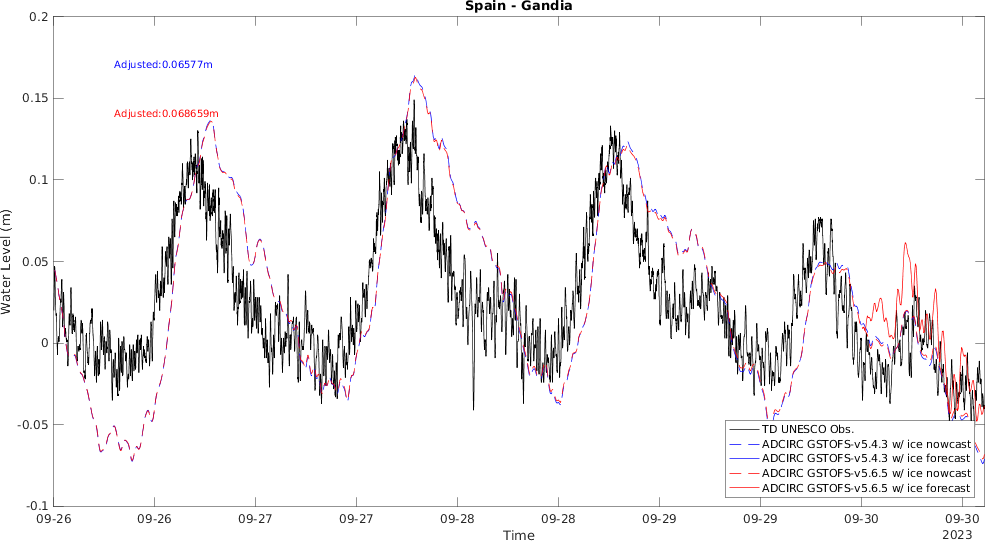 Spain - Gandia
0.2
0.15
0.1
0.05
0
-0.05
-0.1
Water Level (m)
Adjusted:0.06577m
Adjusted:0.068659m
TD UNESCO Obs.
ADCIRC GSTOFS-v5.4.3 w/ ice nowcast
ADCIRC GSTOFS-v5.4.3 w/ ice forecast
ADCIRC GSTOFS-v5.6.5 w/ ice nowcast
ADCIRC GSTOFS-v5.6.5 w/ ice forecast
09-26 09-26 09-27 09-27 09-28 09-28 09-29 09-29 09-30 09-30
Time
2023